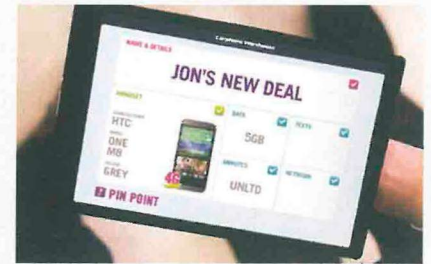 Carphone Warehouse
NAME & DETAILS
JON'S NEW DEAL
HANDSET
HTC
ONE
M8
GREY
4G
DATA
5GB
TEXTS
MINUTES
UNLTD
NETWORK
PIN POINT